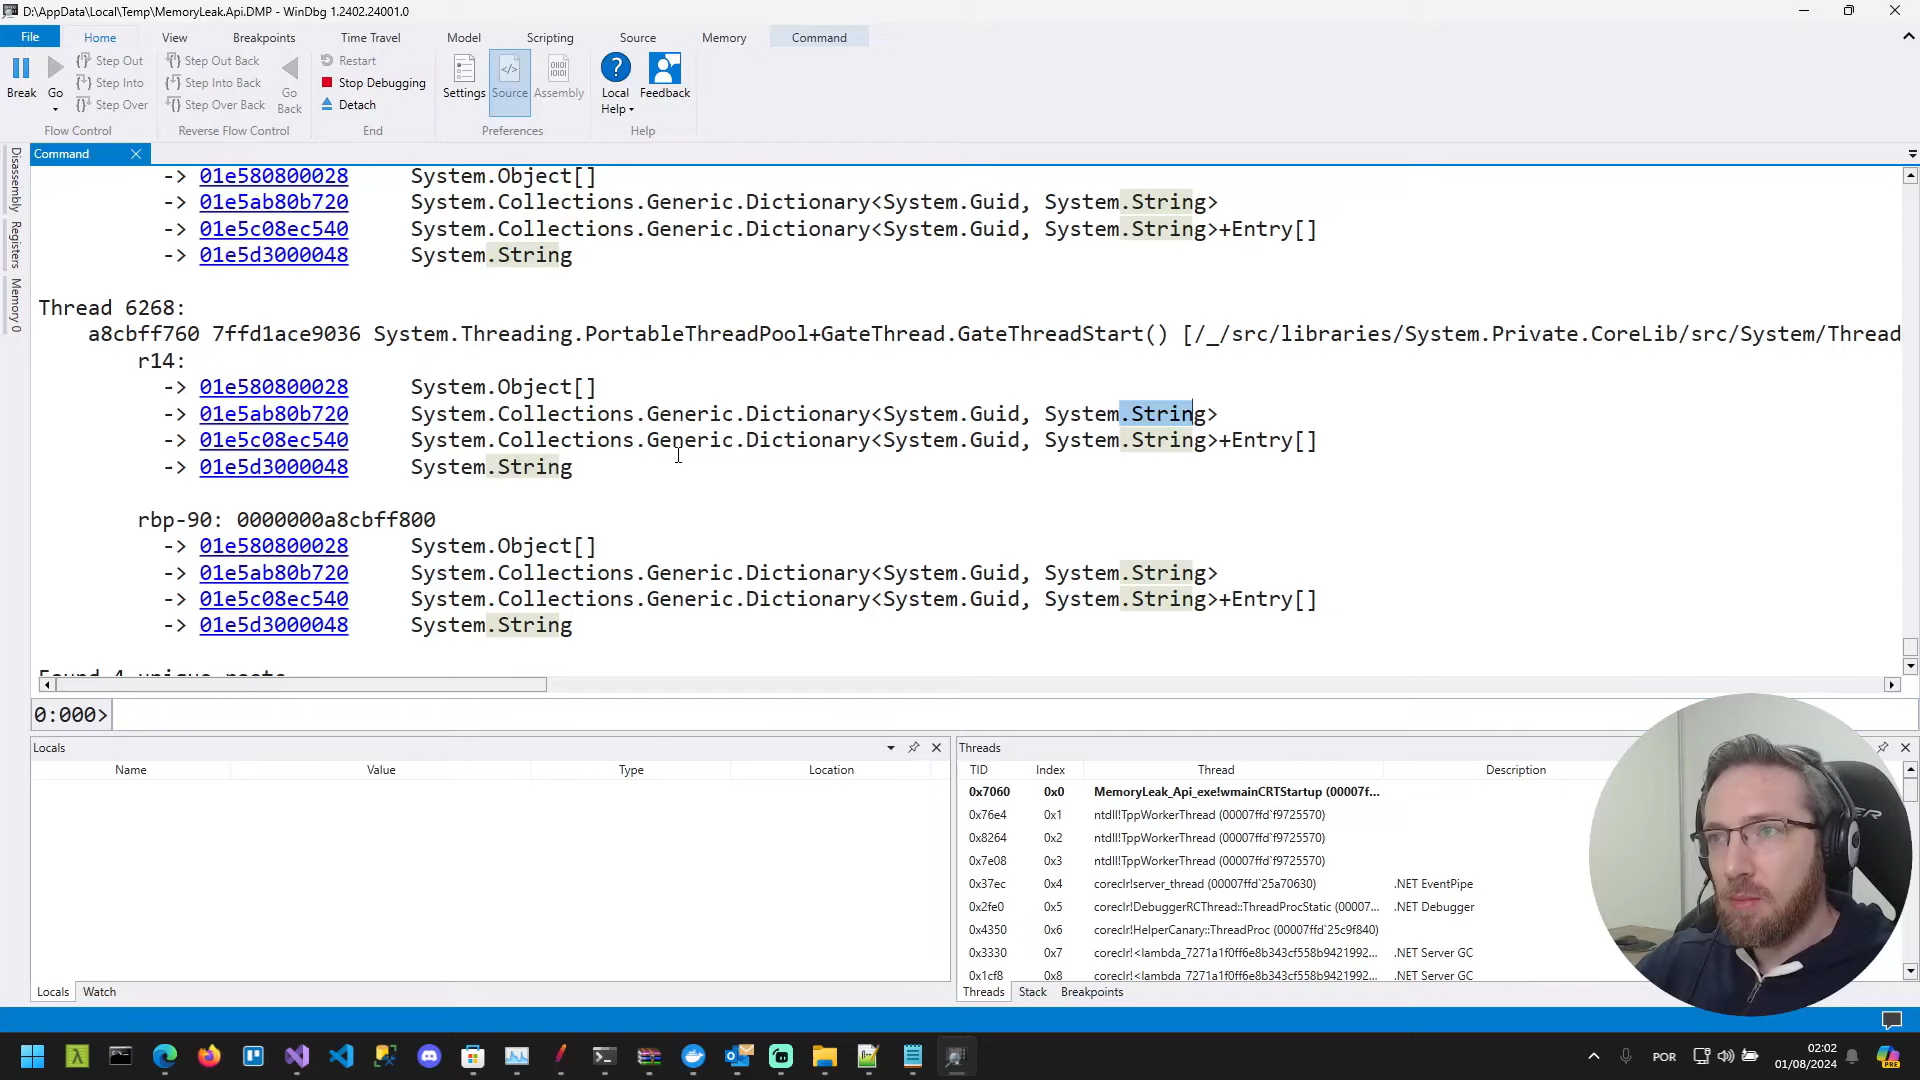 D:\AppData\Local\Temp\MemoryLeak.Api.DMP - WinDbg 1.2402.24001.0
File Home View Breakpoints Time Travel Model Scripting Source Memory Command
Break
Go
Step Out
Step Into
Step Over
Flow Control
Step Out Back
Step Into Back
Step Over Back
Go Back
Reverse Flow Control
Restart
Stop Debugging
Detach
End
Settings
Source
Assembly
Preferences
Local Help
Feedback
Help
Disassembly
Registers
Memory 0
Command
-> 01e580800028 System.Object[]
-> 01e5ab80b720 System.Collections.Generic.Dictionary<System.Guid, System.String>
-> 01e5c08ec540 System.Collections.Generic.Dictionary<System.Guid, System.String>+Entry[]
-> 01e5d3000048 System.String
Thread 6268:
a8cbff760 7ffd1ace9036 System.Threading.PortableThreadPool+GateThread.GateThreadStart() [/_/src/libraries/System.Private.CoreLib/src/System/Thread
r14:
-> 01e580800028 System.Object[]
-> 01e5ab80b720 System.Collections.Generic.Dictionary<System.Guid, System.String>
-> 01e5c08ec540 System.Collections.Generic.Dictionary<System.Guid, System.String>+Entry[]
-> 01e5d3000048 System.String
rbp-90: 0000000a8cbff800
-> 01e580800028 System.Object[]
-> 01e5ab80b720 System.Collections.Generic.Dictionary<System.Guid, System.String>
-> 01e5c08ec540 System.Collections.Generic.Dictionary<System.Guid, System.String>+Entry[]
-> 01e5d3000048 System.String
Found 4 unique roots
0:000>
Locals
Name Value Type Location
Locals Watch
Threads
TID Index Thread Description
0x7060 0x0 MemoryLeak_Api_exe!wmainCRTStartup (00007f...
0x76e4 0x1 ntdll!TppWorkerThread (00007ffd`f9725570)
0x8264 0x2 ntdll!TppWorkerThread (00007ffd`f9725570)
0x7e08 0x3 ntdll!TppWorkerThread (00007ffd`f9725570)
0x37ec 0x4 coreclr!server_thread (00007ffd`25a70630) .NET EventPipe
0x2fe0 0x5 coreclr!DebuggerRCThread::ThreadProcStatic (00007... .NET Debugger
0x4350 0x6 coreclr!HelperCanary::ThreadProc (00007ffd`25c9f840)
0x3330 0x7 coreclr!<lambda_7271a1f0ff6e8b343cf558b9421992... .NET Server GC
0x1cf8 0x8 coreclr!<lambda_7271a1f0ff6e8b343cf558b9421992... .NET Server GC
Threads Stack Breakpoints
POR
02:02
01/08/2024